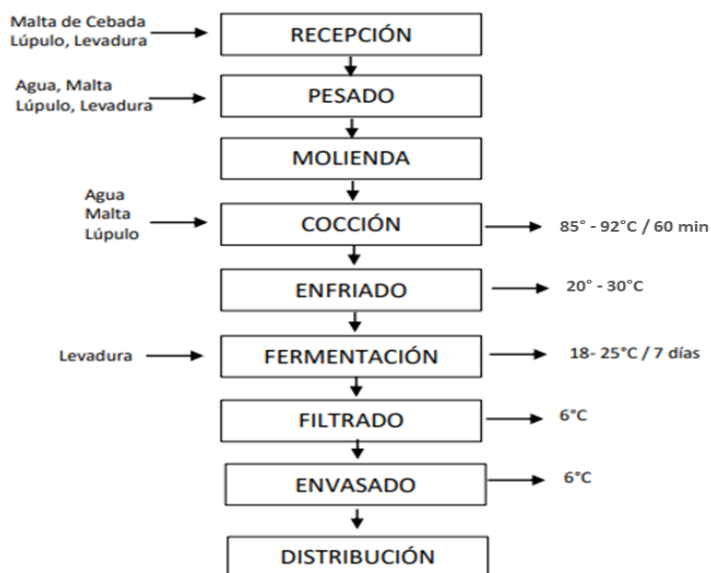 Malta de Cebada
Lúpulo, Levadura
RECEPCIÓN
Agua, Malta
Lúpulo, Levadura
PESADO
MOLIENDA
Agua
Malta
Lúpulo
COCCIÓN
85° - 92°C / 60 min
ENFRIADO
20° - 30°C
Levadura
FERMENTACIÓN
18- 25°C / 7 días
FILTRADO
6°C
ENVASADO
6°C
DISTRIBUCIÓN